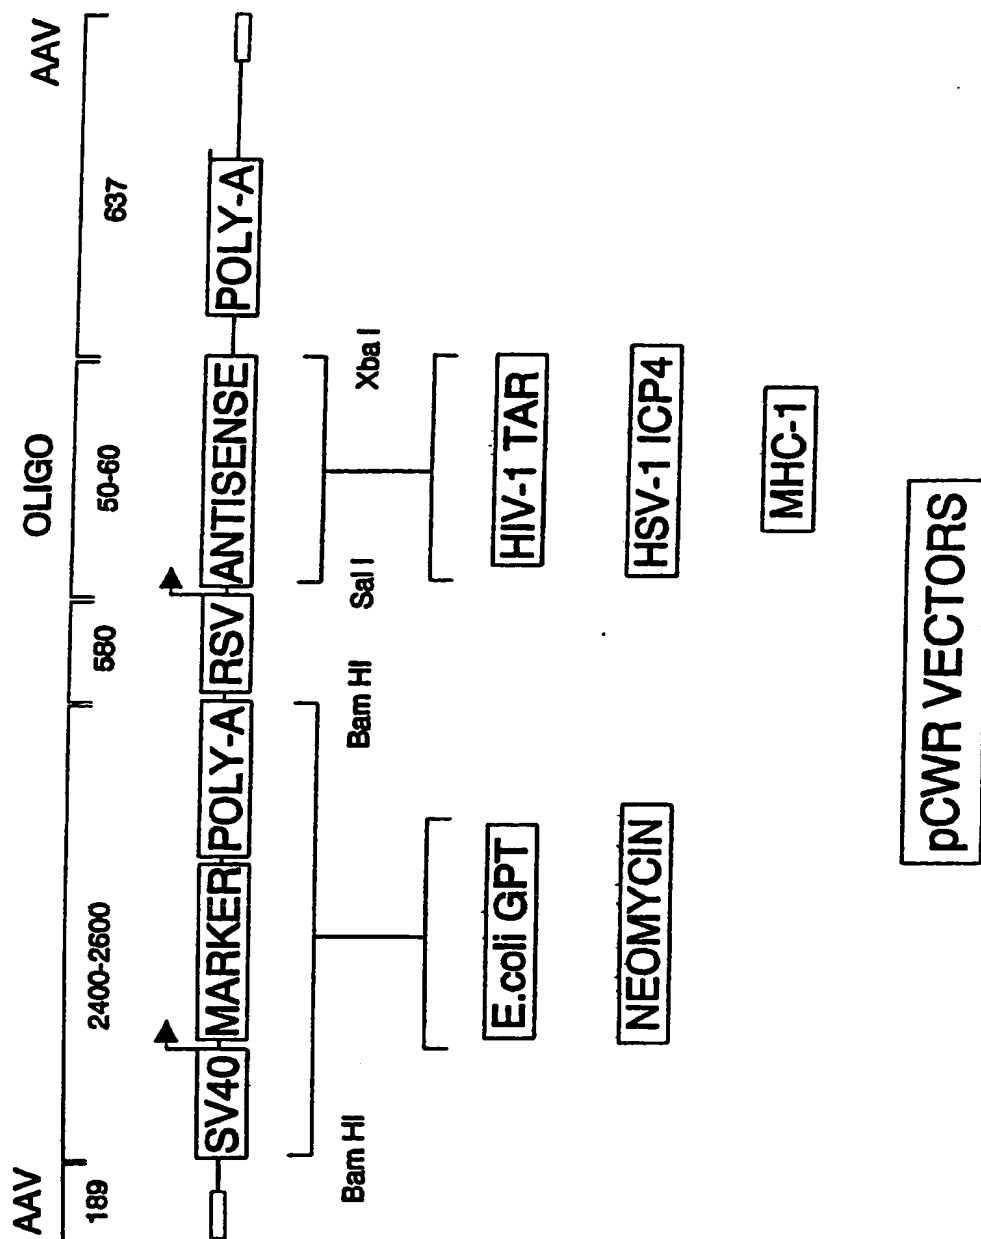 AAV OLIGO AAV
189 2400-2600 580 50-60 637
SV40 MARKER POLY-A RSV ANTISENSE POLY-A
Bam HI Bam HI Sal I Xba I
E.coli GPT HIV-1 TAR
NEOMYCIN HSV-1 ICP4
MHC-1
pCWR VECTORS